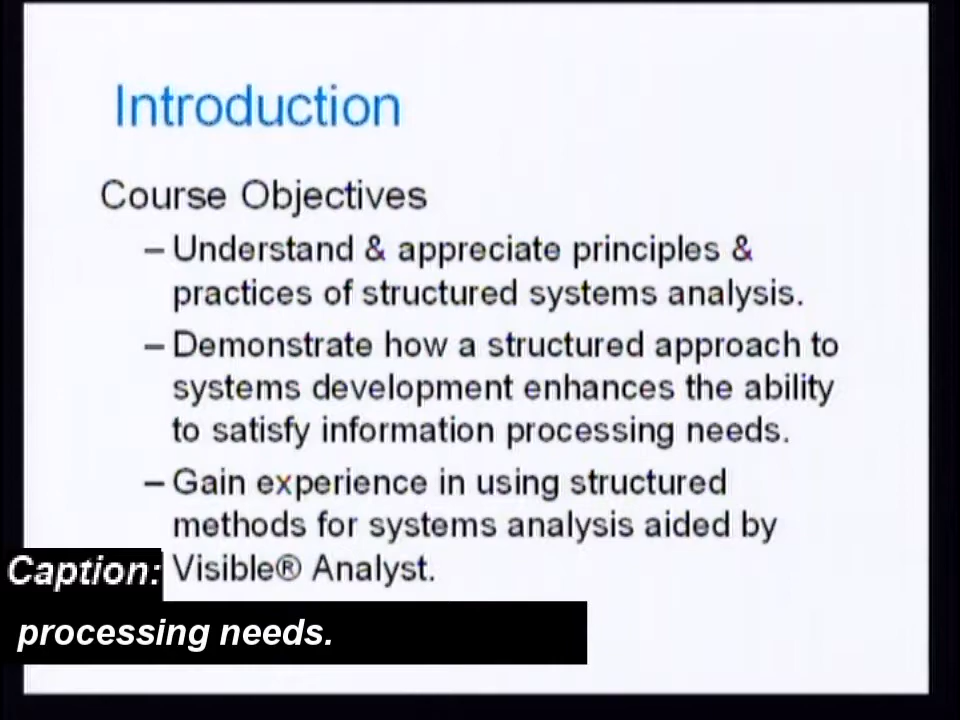 Introduction
Course Objectives
– Understand & appreciate principles &
practices of structured systems analysis.
– Demonstrate how a structured approach to
systems development enhances the ability
to satisfy information processing needs.
– Gain experience in using structured
methods for systems analysis aided by
Visible® Analyst.
Caption:
processing needs.